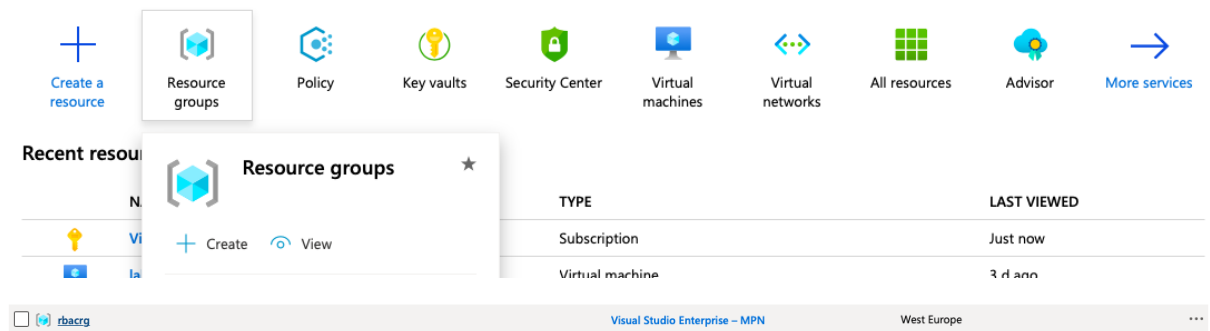 Create a
resource
Resource
groups
Policy
Key vaults
Security Center
Virtual
machines
Virtual
networks
All resources
Advisor
More services
Recent resou
Resource groups
Create
View
N
TYPE
LAST VIEWED
Vi
Subscription
Just now
la
Virtual machine
3 d ago
rbacrg
Visual Studio Enterprise – MPN
West Europe
...